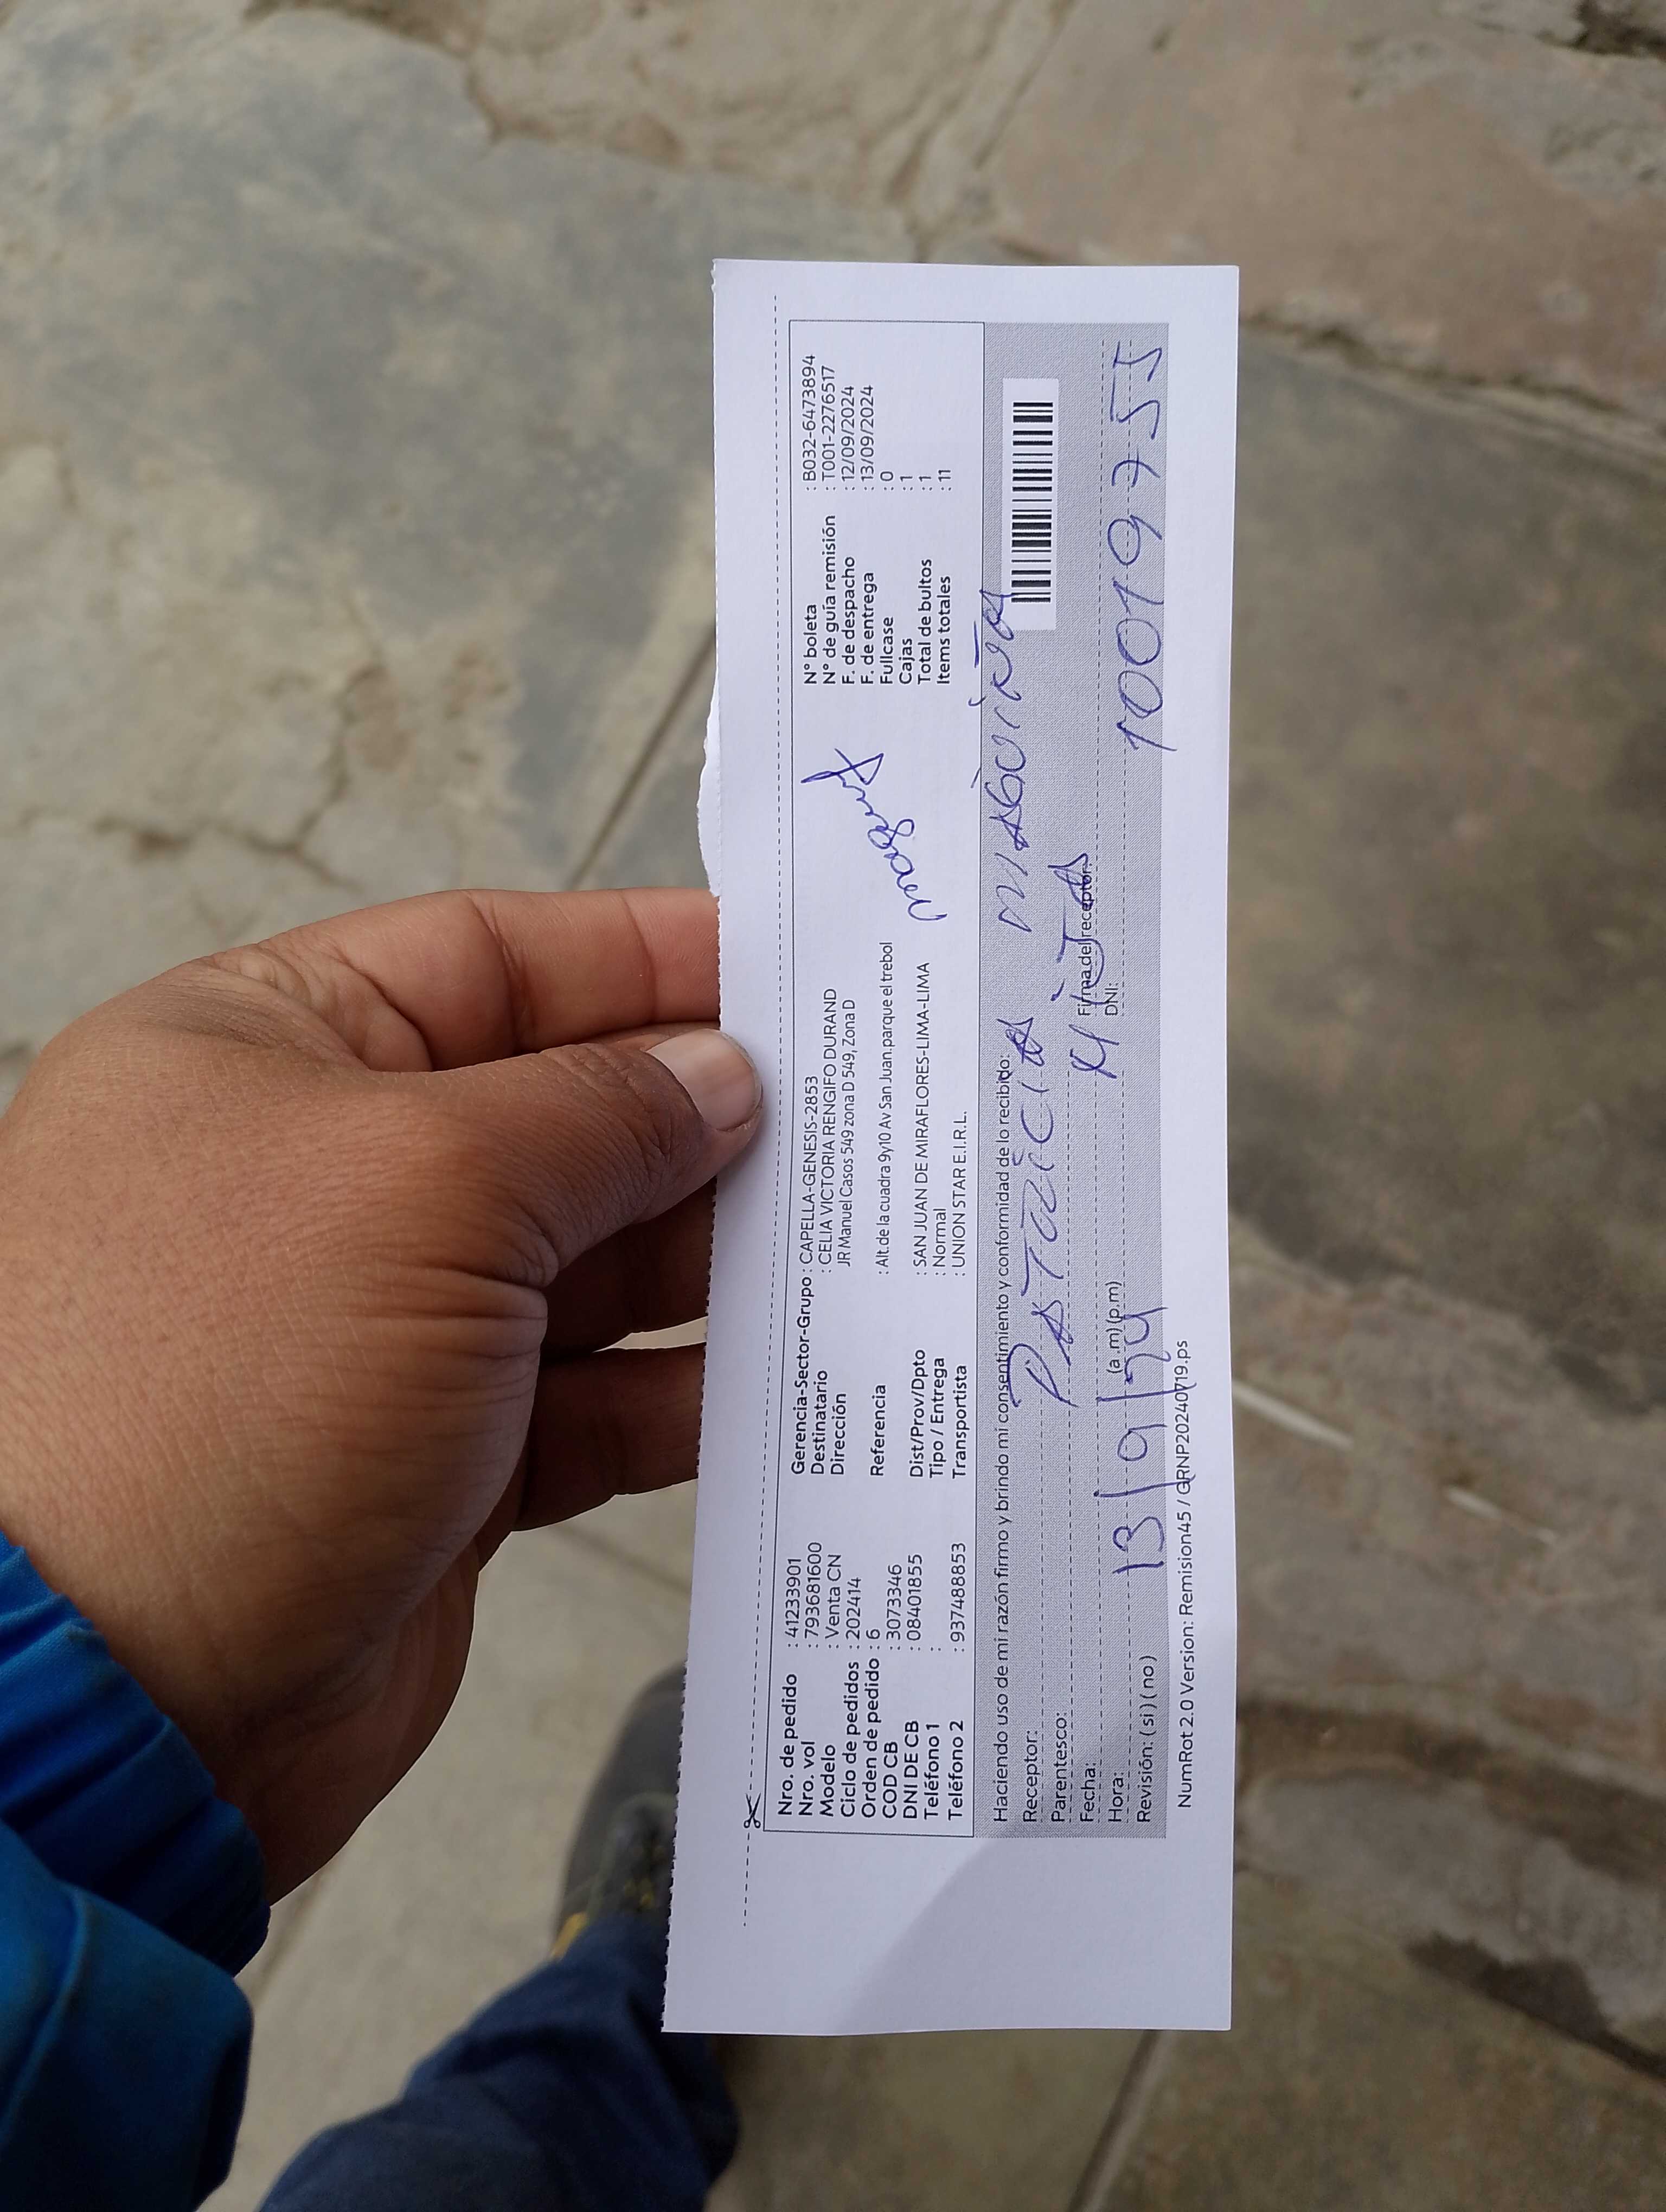 Nro. de pedido : 41233901
Nro. vol : 793681600
Modelo : Venta CN
Ciclo de pedidos : 202414
Orden de pedido : 6
COD CB : 3073346
DNI DE CB : 08401855
Teléfono 1 :
Teléfono 2 : 937488853
Gerencia-Sector-Grupo : CAPELLA-GENESIS-2853
Destinatario : CELIA VICTORIA RENGIFO DURAND
Dirección JR Manuel Casos 549 zona D 549, Zona D
Referencia : Alt.de la cuadra 9y10 Av San Juan.parque el trebol
Dist/Prov/Dpto : SAN JUAN DE MIRAFLORES-LIMA-LIMA
Tipo / Entrega : Normal
Transportista : UNION STAR E.I.R.L.
N° boleta : B032-6473894
N° de guía remisión : T001-2276517
F. de despacho : 12/09/2024
F. de entrega : 13/09/2024
Fullcase : 0
Cajas : 1
Total de bultos : 1
Items totales : 11
Haciendo uso de mi razón firmo y brindo mi consentimiento y conformidad de lo recibido:
Receptor: PATRICIA
Parentesco: HIJA
Fecha: 13/9/24
Hora: (a.m) (p.m)
Revisión: ( si ) ( no )
Firma del receptor:
DNI: 10019755
NumRot 2.0 Version: Remision45 / GRNP20240719.ps